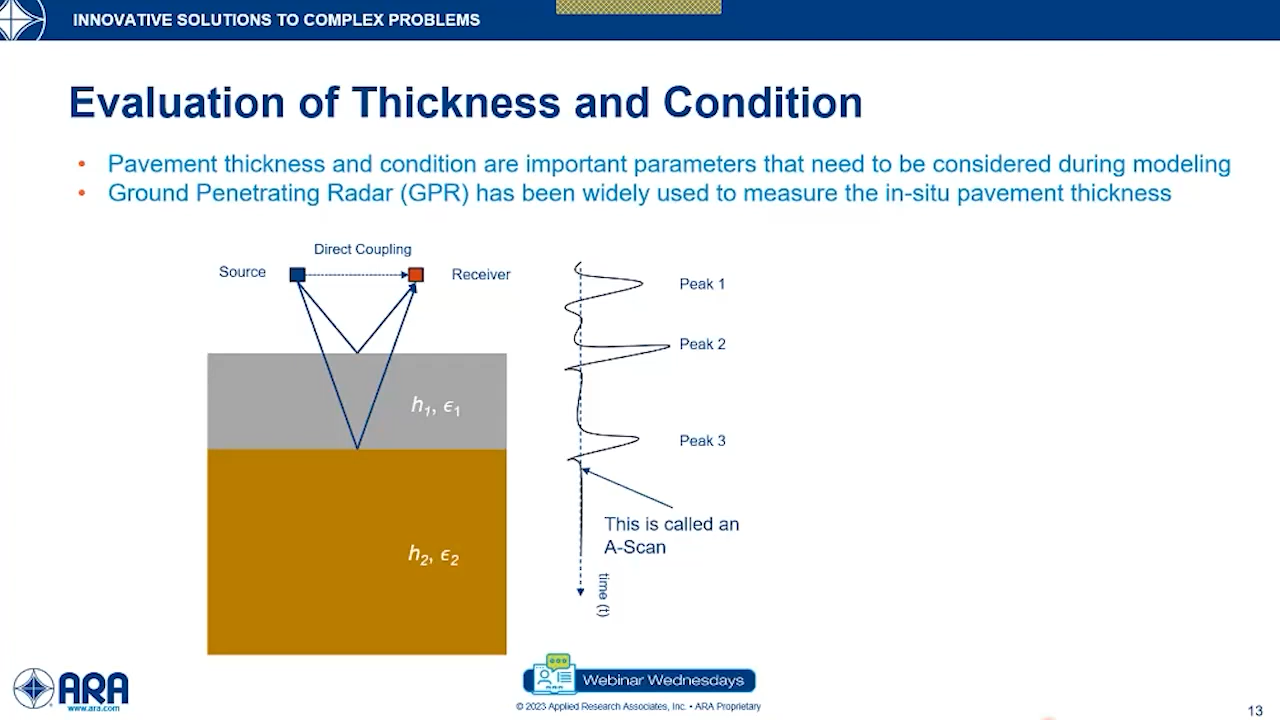 INNOVATIVE SOLUTIONS TO COMPLEX PROBLEMS
Evaluation of Thickness and Condition
• Pavement thickness and condition are important parameters that need to be considered during modeling
• Ground Penetrating Radar (GPR) has been widely used to measure the in-situ pavement thickness
Direct Coupling
Source
Receiver
h1, ϵ1
h2, ϵ2
Peak 1
Peak 2
Peak 3
This is called an
A-Scan
time (t)
ARA
www.ara.com
ARA
Webinar Wednesdays
© 2023 Applied Research Associates, Inc. • ARA Proprietary
13